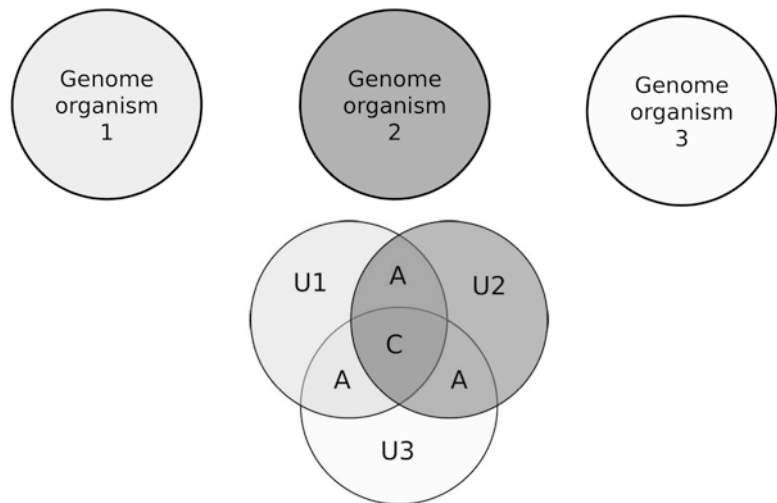 Genome
organism
1
Genome
organism
2
Genome
organism
3
U1
A
U2
C
A
A
U3